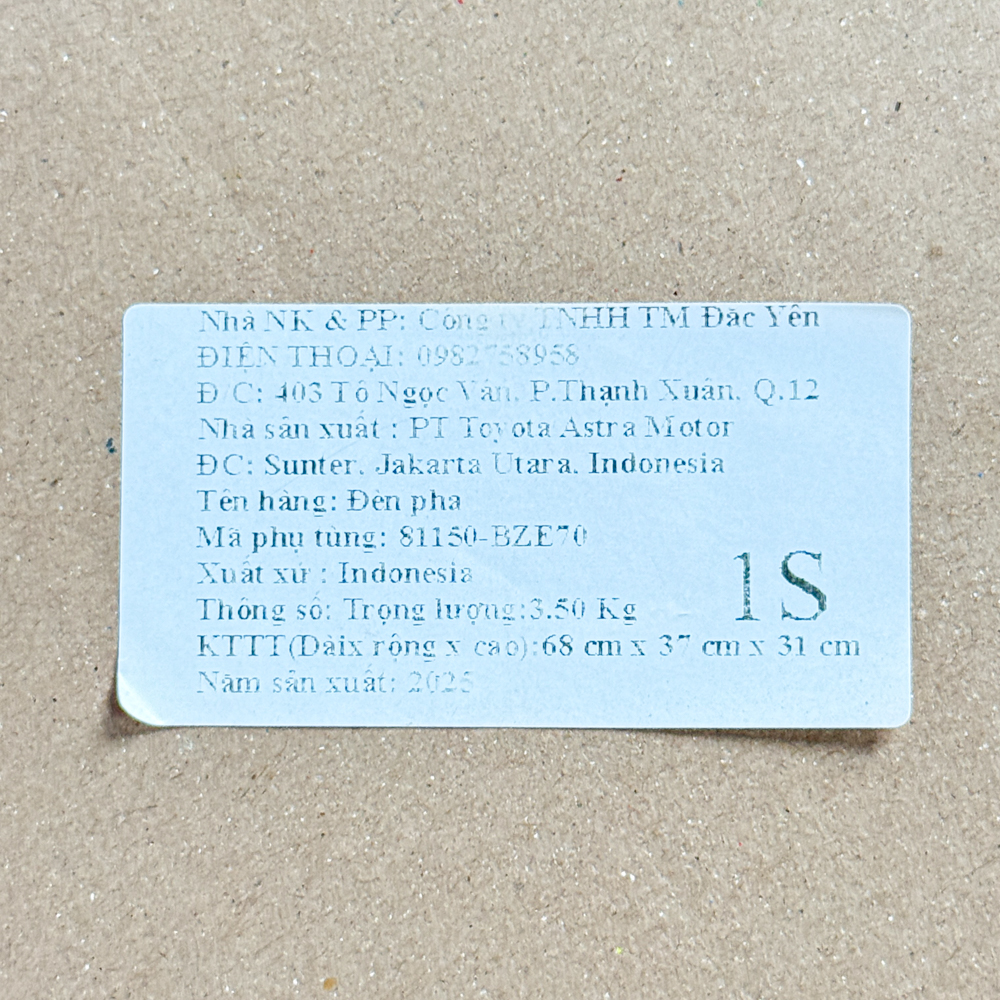 Nhà NK & PP: Công ty TNHH TM Đăc Yên
ĐIỆN THOẠI: 0982758958
Đ/C: 403 Tô Ngọc Vân, P.Thạnh Xuân, Q.12
Nhà sản xuất : PT Toyota Astra Motor
ĐC: Sunter, Jakarta Utara, Indonesia
Tên hàng: Đèn pha
Mã phụ tùng: 81150-BZE70
Xuất xứ : Indonesia
1S
Thông số: Trọng lượng:3.50 Kg
KTTT(Dàix rộng x cao):68 cm x 37 cm x 31 cm
Năm sản xuất: 2025